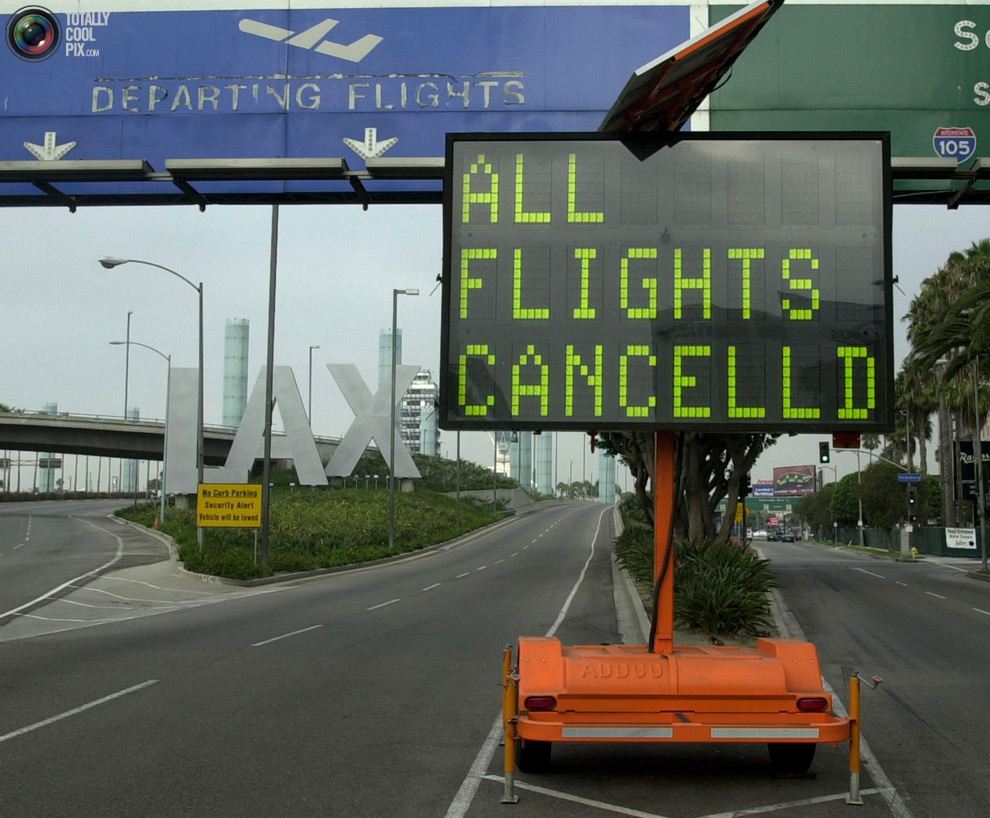 TOTALLY
COOL
PIX.COM
DEPARTING FLIGHTS
INTERSTATE
105
ALL
FLIGHTS
CANCELLD
LAX
No Curb Parking
Security Alert
Vehicle will be towed
ADDCO